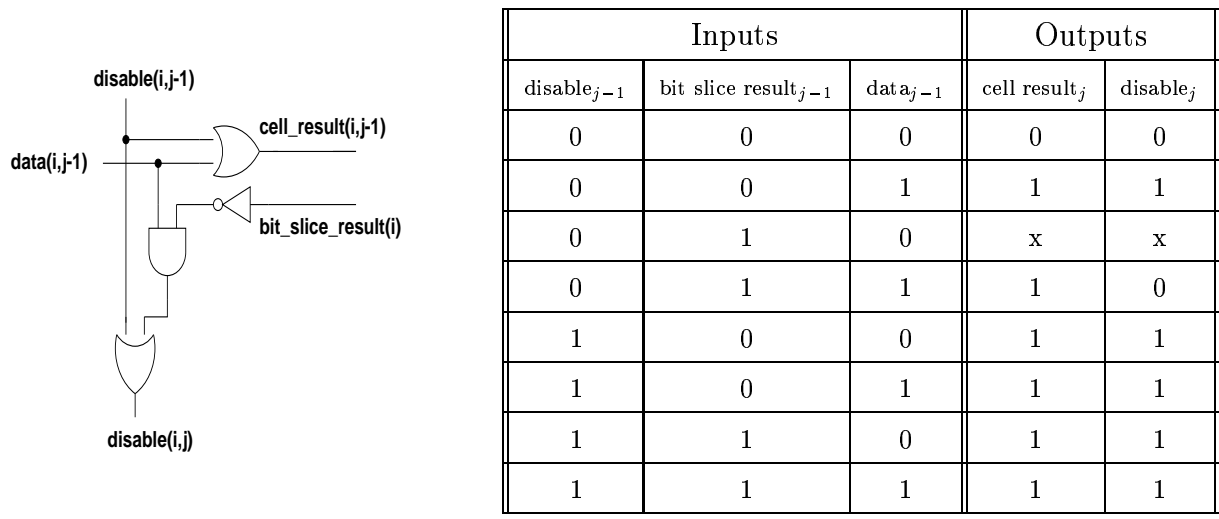 disable(i,j-1)
cell_result(i,j-1)
data(i,j-1)
bit_slice_result(i)
disable(i,j)
Inputs Outputs
disable_{j-1} bit slice result_{j-1} data_{j-1} cell result_j disable_j
0 0 0 0 0
0 0 1 1 1
0 1 0 x x
0 1 1 1 0
1 0 0 1 1
1 0 1 1 1
1 1 0 1 1
1 1 1 1 1